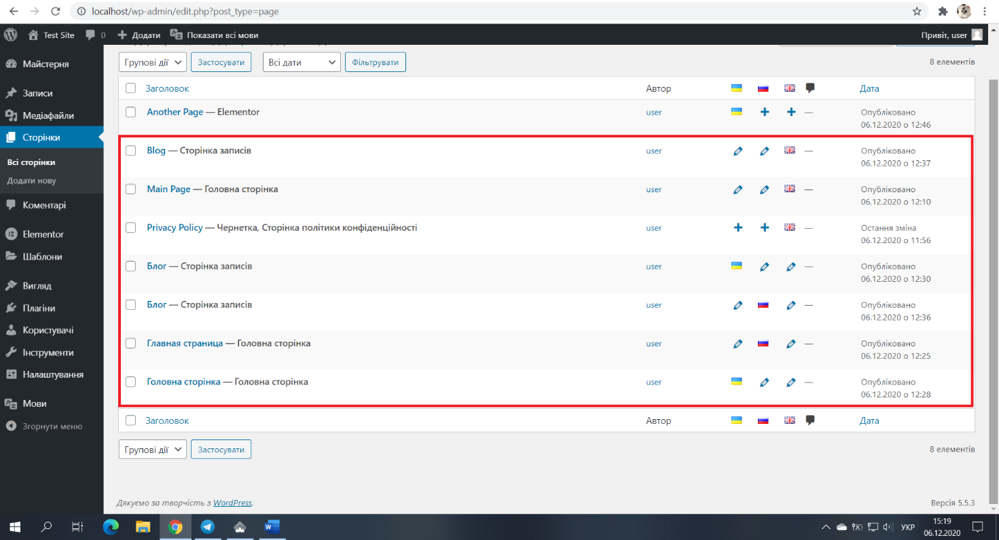 localhost/wp-admin/edit.php?post_type=page
Test Site 0 Додати Показати всі мови Привіт, user
Майстерня
Записи
Медіафайли
Сторінки
Всі сторінки
Додати нову
Коментарі
Elementor
Шаблони
Вигляд
Плагіни
Користувачі
Інструменти
Налаштування
Мови
Згорнути меню
Групові дії Застосувати Всі дати Фільтрувати 8 елементів
Заголовок Автор Дата
Another Page — Elementor user — Опубліковано
06.12.2020 о 12:46
Blog — Сторінка записів user — Опубліковано
06.12.2020 о 12:37
Main Page — Головна сторінка user — Опубліковано
06.12.2020 о 12:10
Privacy Policy — Чернетка, Сторінка політики конфіденційності user — Остання зміна
06.12.2020 о 11:56
Блог — Сторінка записів user — Опубліковано
06.12.2020 о 12:30
Блог — Сторінка записів user — Опубліковано
06.12.2020 о 12:36
Главная страница — Головна сторінка user — Опубліковано
06.12.2020 о 12:25
Головна сторінка — Головна сторінка user — Опубліковано
06.12.2020 о 12:28
Заголовок Автор Дата
Групові дії Застосувати 8 елементів
Дякуємо за творчість з WordPress. Версія 5.5.3
УКР 15:19
06.12.2020